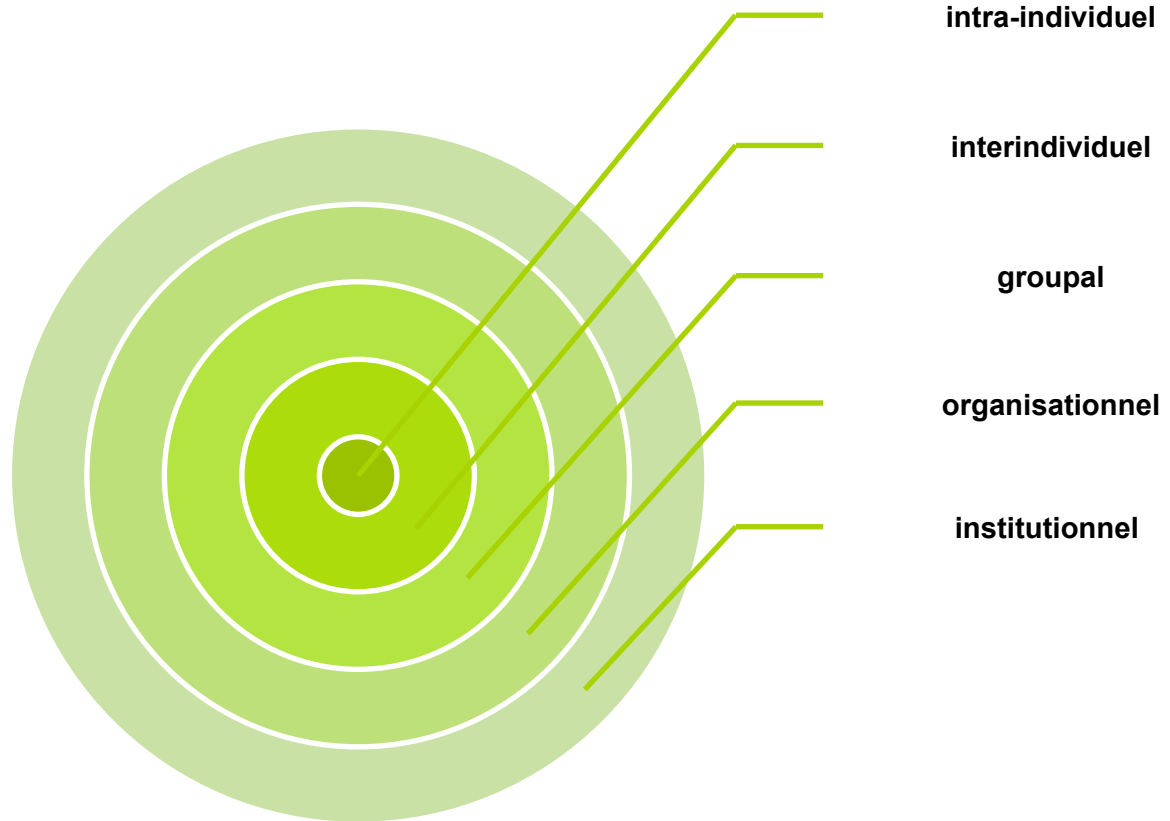 intra-individuel
interindividuel
groupal
organisationnel
institutionnel